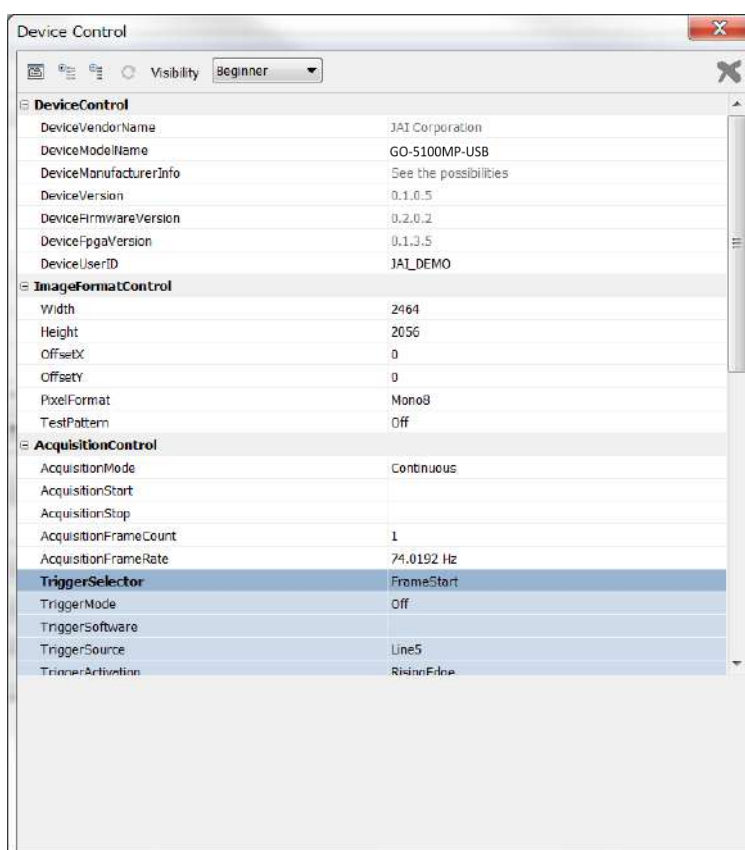 Device Control
Visibility Beginner
DeviceControl
DeviceVendorName JAI Corporation
DeviceModelName GO-5100MP-USB
DeviceManufacturerInfo See the possibilities
DeviceVersion 0.1.0.5
DeviceFirmwareVersion 0.2.0.2
DeviceFpgaVersion 0.1.3.5
DeviceUserID JAI_DEMO
ImageFormatControl
Width 2464
Height 2056
OffsetX 0
OffsetY 0
PixelFormat Mono8
TestPattern Off
AcquisitionControl
AcquisitionMode Continuous
AcquisitionStart
AcquisitionStop
AcquisitionFrameCount 1
AcquisitionFrameRate 74.0192 Hz
TriggerSelector FrameStart
TriggerMode Off
TriggerSoftware
TriggerSource Line5
TriggerActivation RisingEdge